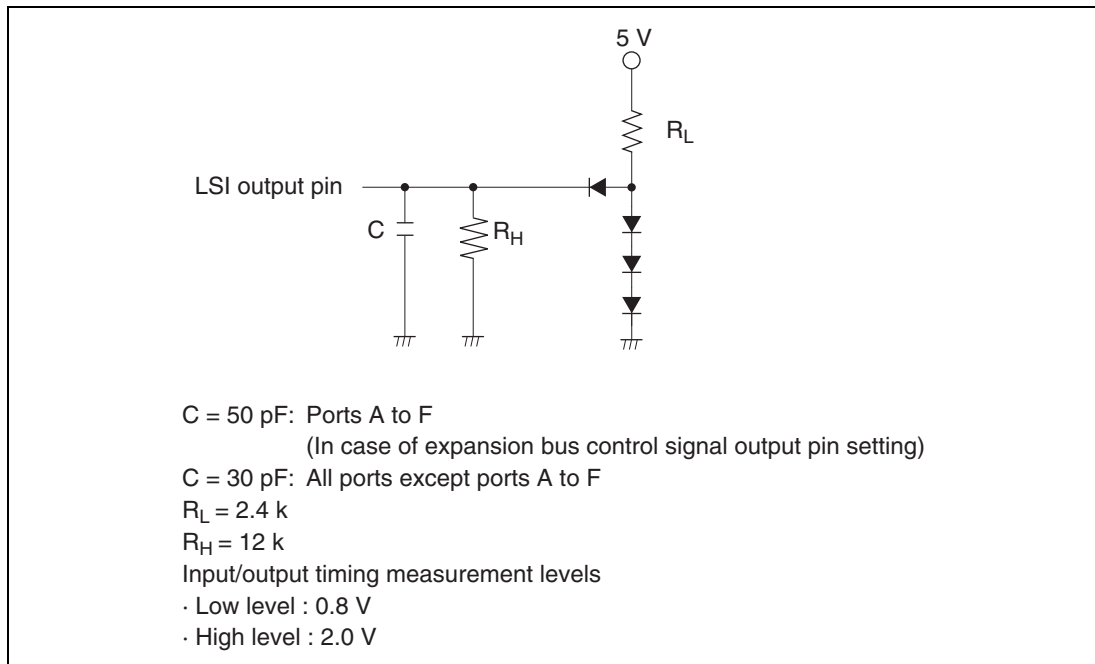 5 V
R_L
LSI output pin
C
R_H
C = 50 pF: Ports A to F
(In case of expansion bus control signal output pin setting)
C = 30 pF: All ports except ports A to F
R_L = 2.4 k
R_H = 12 k
Input/output timing measurement levels
· Low level : 0.8 V
· High level : 2.0 V